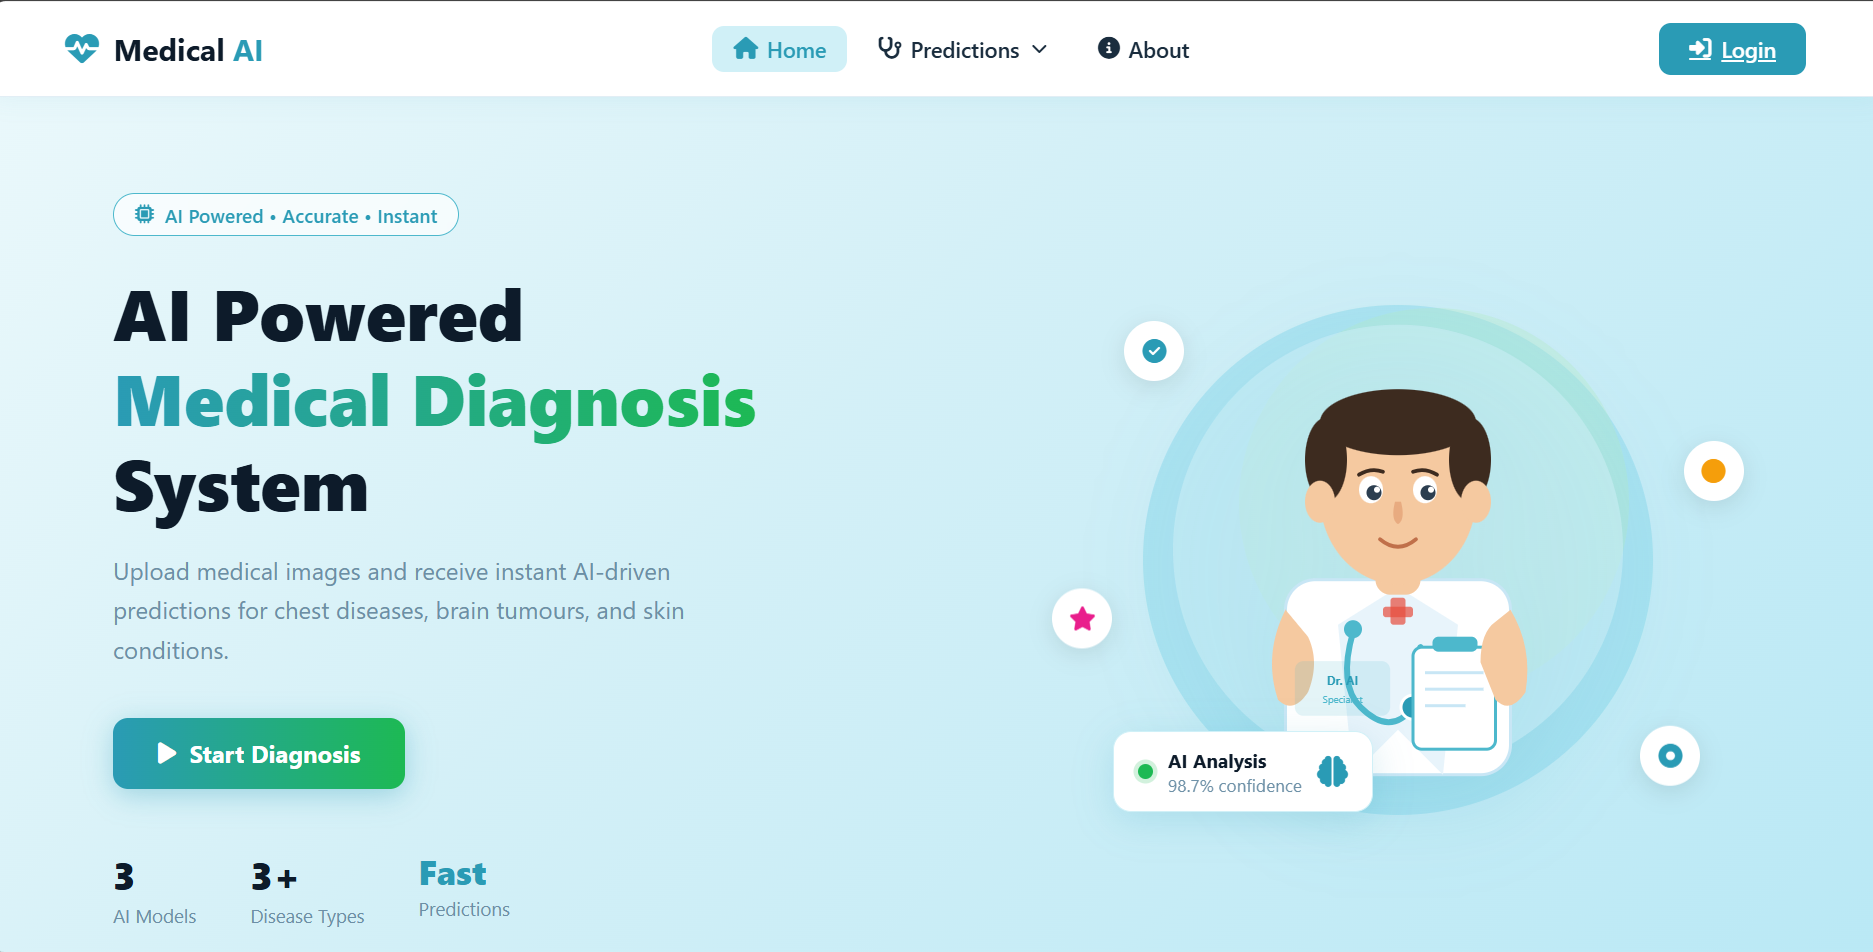 Medical AI
Home
Predictions
About
Login
AI Powered • Accurate • Instant
AI Powered
Medical Diagnosis
System
Upload medical images and receive instant AI-driven
predictions for chest diseases, brain tumours, and skin
conditions.
Start Diagnosis
3
AI Models
3+
Disease Types
Fast
Predictions
Dr. AI
Specialist
AI Analysis
98.7% confidence